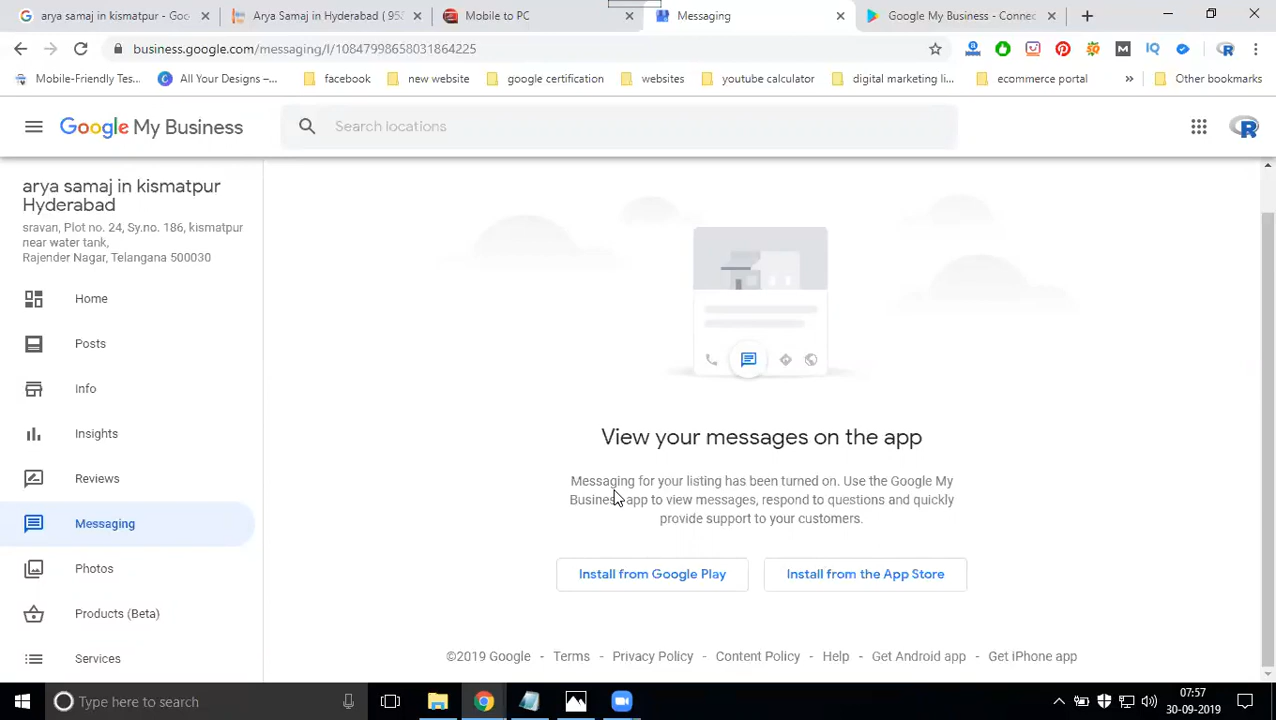 arya samaj in kismatpur - Goo
Arya Samaj in Hyderabad ( 93
Mobile to PC
Messaging
Google My Business - Connec
business.google.com/messaging/l/10847998658031864225
Mobile-Friendly Tes...
All Your Designs –...
facebook
new website
google certification
websites
youtube calculator
digital marketing li...
ecommerce portal
»
Other bookmarks
Google My Business
Search locations
arya samaj in kismatpur
Hyderabad
sravan, Plot no. 24, Sy.no. 186, kismatpur
near water tank,
Rajender Nagar, Telangana 500030
Home
Posts
Info
Insights
Reviews
Messaging
Photos
Products (Beta)
Services
View your messages on the app
Messaging for your listing has been turned on. Use the Google My
Business app to view messages, respond to questions and quickly
provide support to your customers.
Install from Google Play
Install from the App Store
©2019 Google - Terms - Privacy Policy - Content Policy - Help - Get Android app - Get iPhone app
Type here to search
07:57
30-09-2019